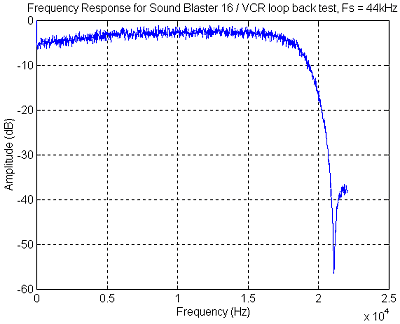 Frequency Response for Sound Blaster 16 / VCR loop back test, Fs = 44kHz
0
-10
-20
-30
-40
-50
-60
Amplitude (dB)
0 0.5 1 1.5 2 2.5
Frequency (Hz)
x 10^4